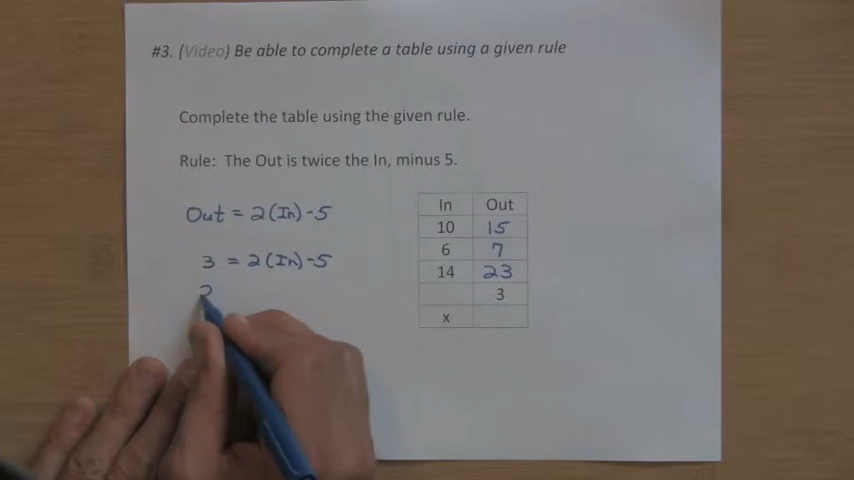 #3. (Video) Be able to complete a table using a given rule
Complete the table using the given rule.
Rule: The Out is twice the In, minus 5.
Out = 2(In)-5
3 = 2(In)-5
In Out
10 15
6 7
14 23
3
x